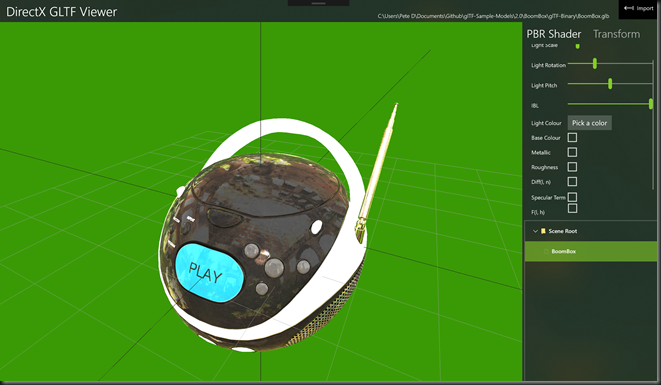 DirectX GLTF Viewer
C:\Users\Pete D\Documents\Github\glTF-Sample-Models\2.0\BoomBox\glTF-Binary\BoomBox.glb
Import
PBR Shader Transform
Light Scale
Light Rotation
Light Pitch
IBL
Light Colour Pick a color
Base Colour
Metallic
Roughness
Diff(l, n)
Specular Term
F(l, h)
Scene Root
BoomBox
PLAY